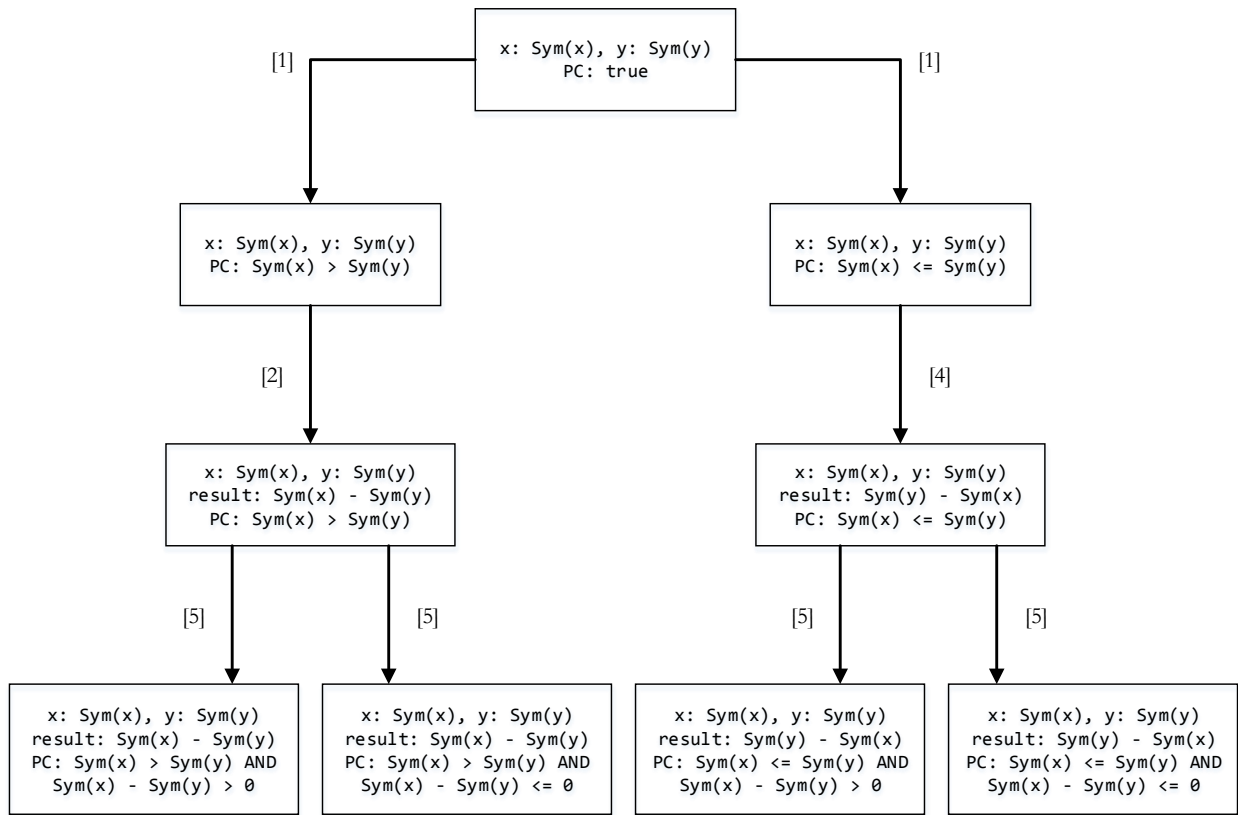 x: Sym(x), y: Sym(y)
PC: true
[1]
[1]
x: Sym(x), y: Sym(y)
PC: Sym(x) > Sym(y)
x: Sym(x), y: Sym(y)
PC: Sym(x) <= Sym(y)
[2]
[4]
x: Sym(x), y: Sym(y)
result: Sym(x) - Sym(y)
PC: Sym(x) > Sym(y)
x: Sym(x), y: Sym(y)
result: Sym(y) - Sym(x)
PC: Sym(x) <= Sym(y)
[5]
[5]
[5]
[5]
x: Sym(x), y: Sym(y)
result: Sym(x) - Sym(y)
PC: Sym(x) > Sym(y) AND
Sym(x) - Sym(y) > 0
x: Sym(x), y: Sym(y)
result: Sym(x) - Sym(y)
PC: Sym(x) > Sym(y) AND
Sym(x) - Sym(y) <= 0
x: Sym(x), y: Sym(y)
result: Sym(y) - Sym(x)
PC: Sym(x) <= Sym(y) AND
Sym(x) - Sym(y) > 0
x: Sym(x), y: Sym(y)
result: Sym(y) - Sym(x)
PC: Sym(x) <= Sym(y) AND
Sym(x) - Sym(y) <= 0